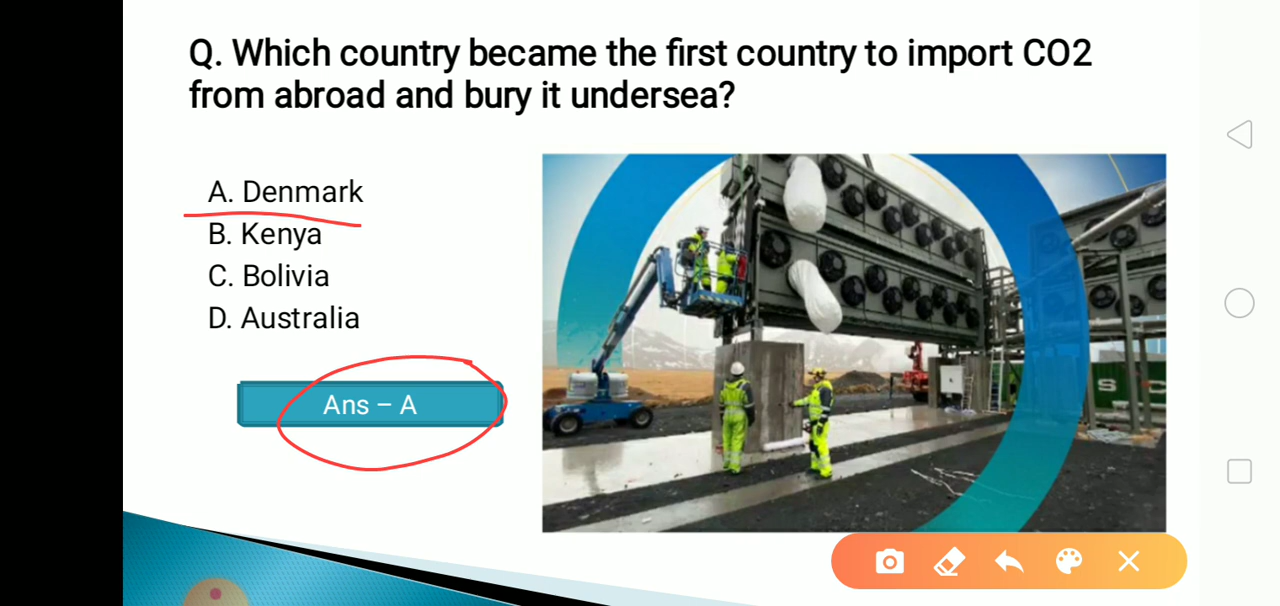 Q. Which country became the first country to import CO2
from abroad and bury it undersea?
A. Denmark
B. Kenya
C. Bolivia
D. Australia
Ans – A